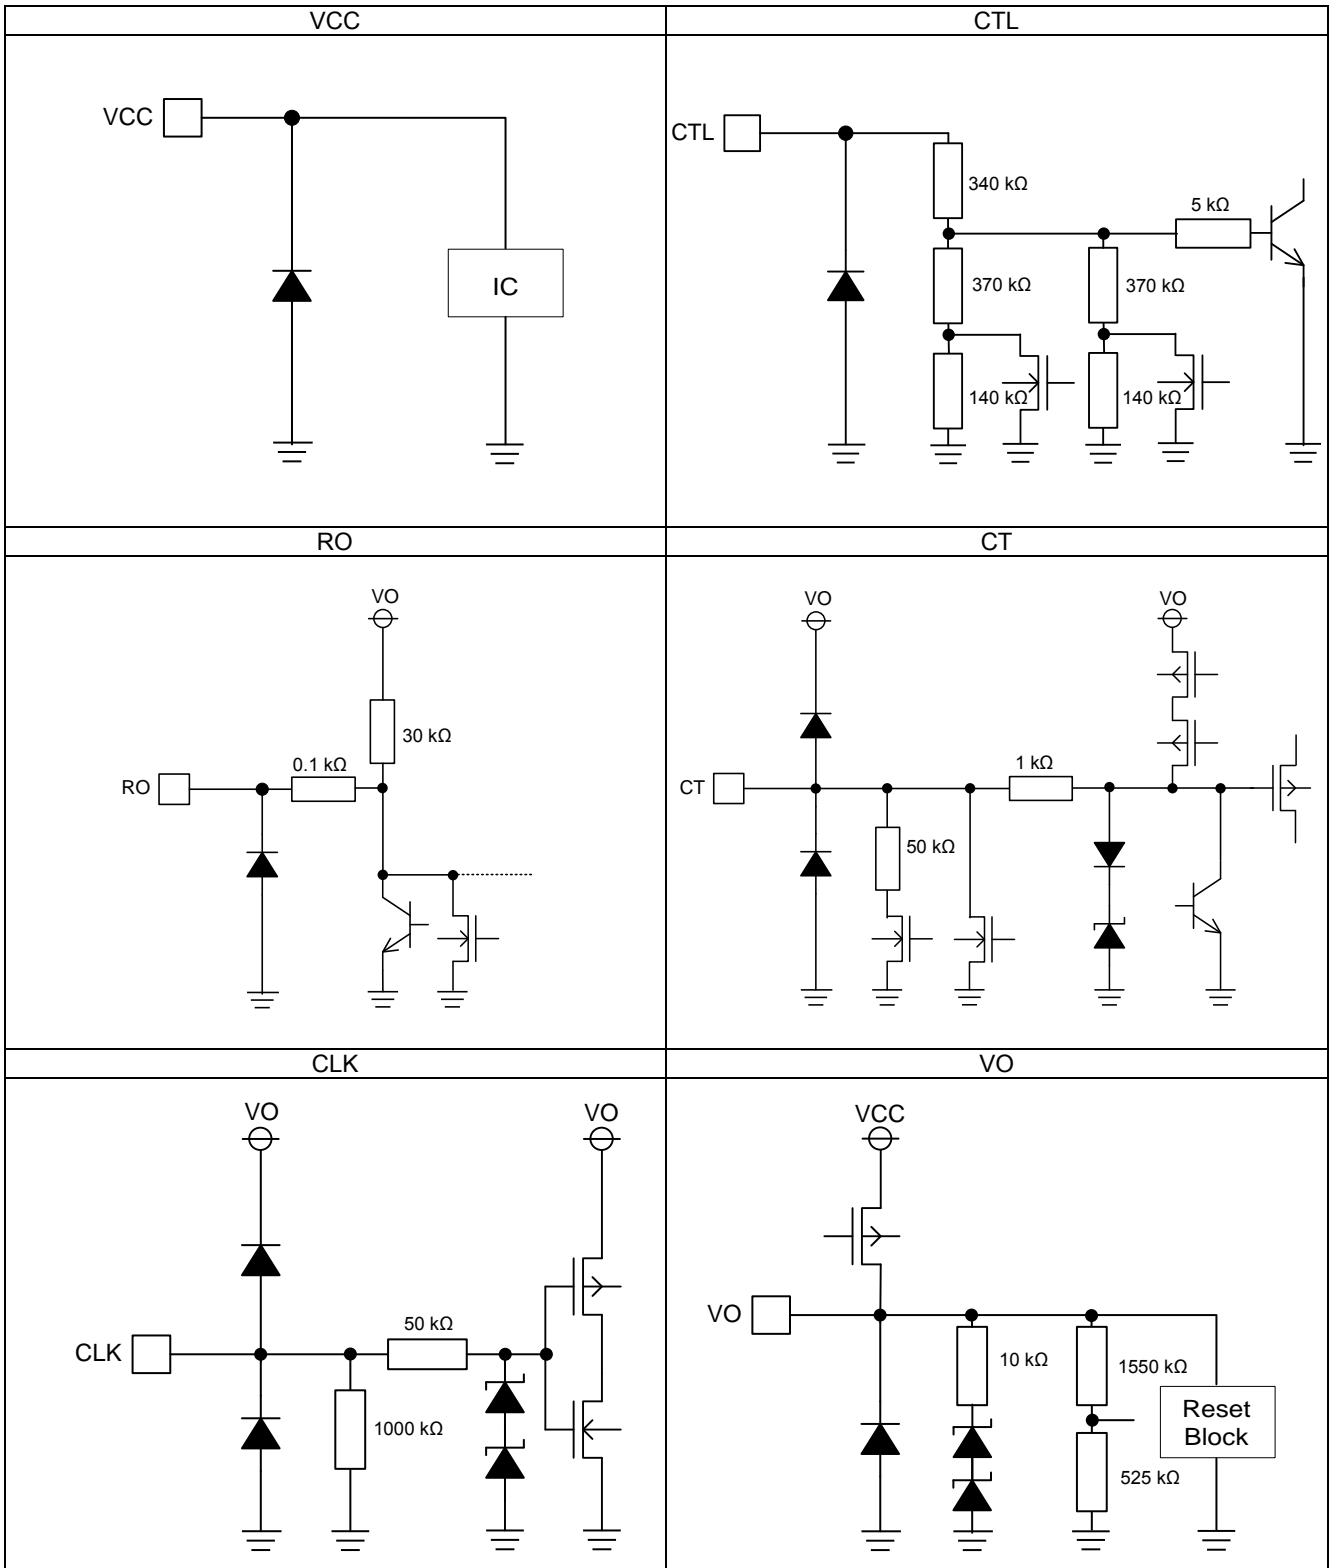 VCC
CTL
VCC
IC
CTL
340 kΩ
5 kΩ
370 kΩ
370 kΩ
140 kΩ
140 kΩ
RO
CT
VO
30 kΩ
0.1 kΩ
RO
VO
VO
CT
1 kΩ
50 kΩ
CLK
VO
VO
VO
CLK
50 kΩ
1000 kΩ
VCC
VO
10 kΩ
1550 kΩ
Reset
Block
525 kΩ